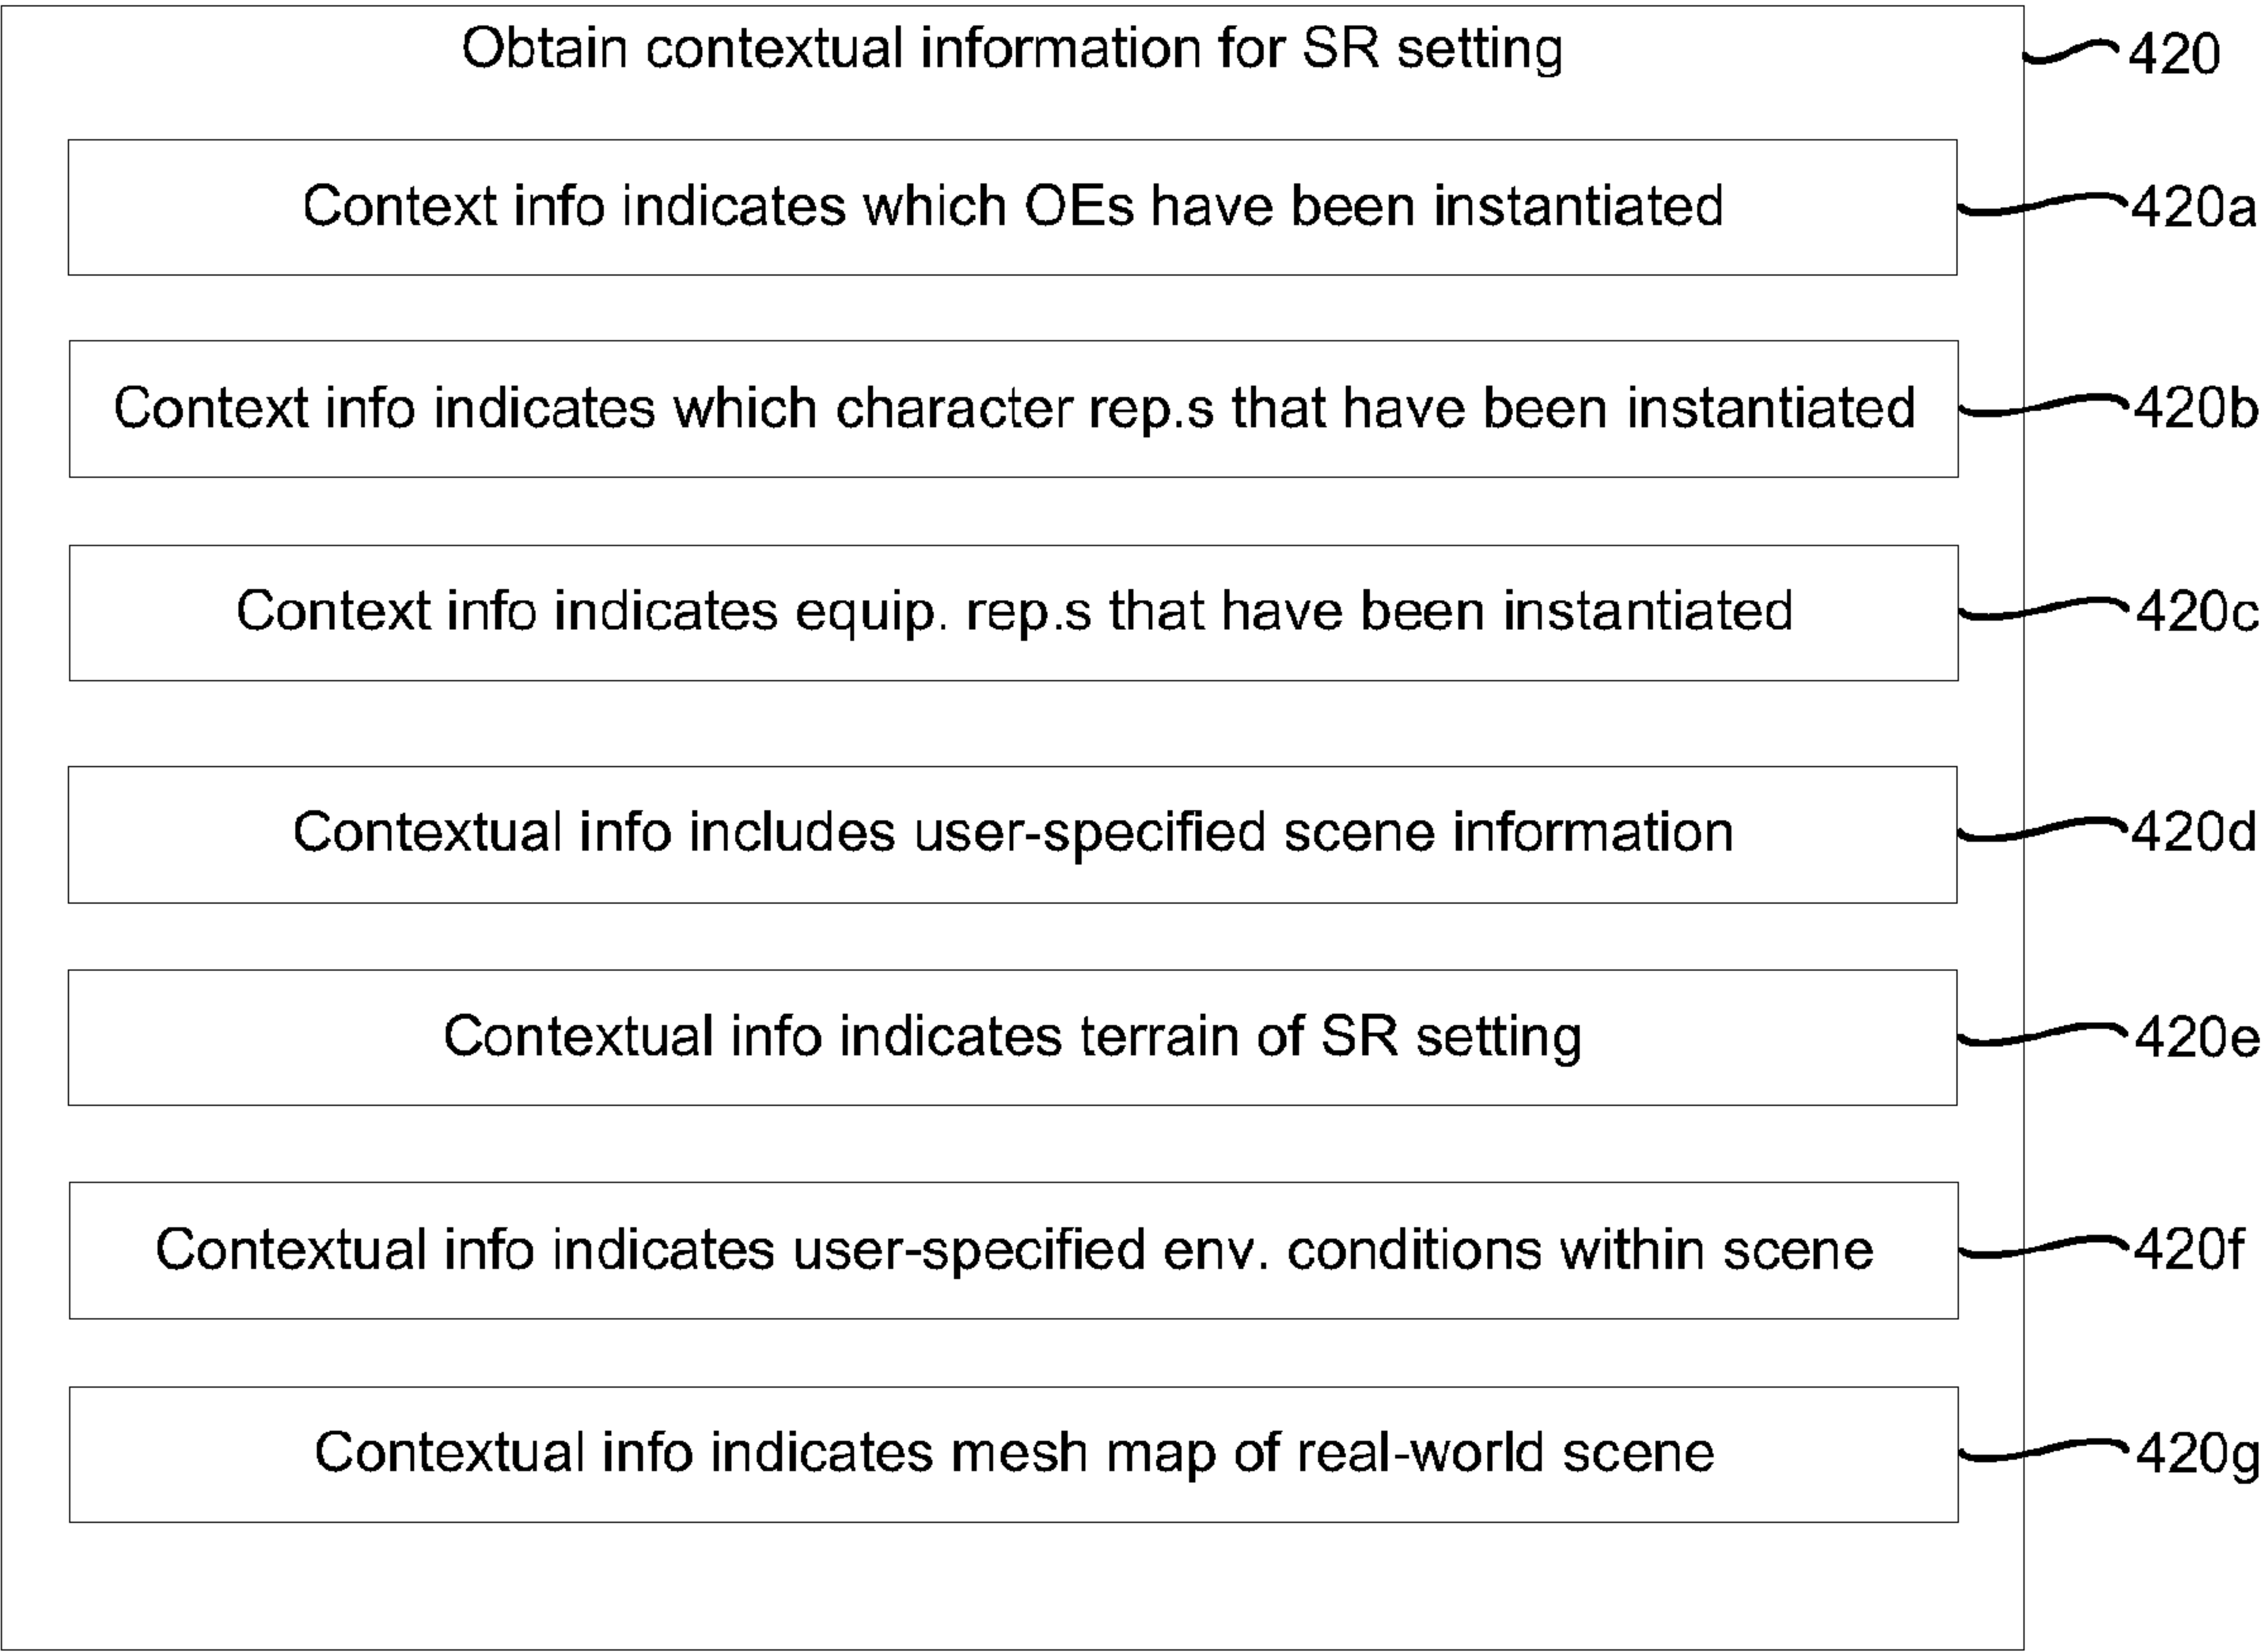 Obtain contextual information for SR setting 420
Context info indicates which OEs have been instantiated 420a
Context info indicates which character rep.s that have been instantiated 420b
Context info indicates equip. rep.s that have been instantiated 420c
Contextual info includes user-specified scene information 420d
Contextual info indicates terrain of SR setting 420e
Contextual info indicates user-specified env. conditions within scene 420f
Contextual info indicates mesh map of real-world scene 420g